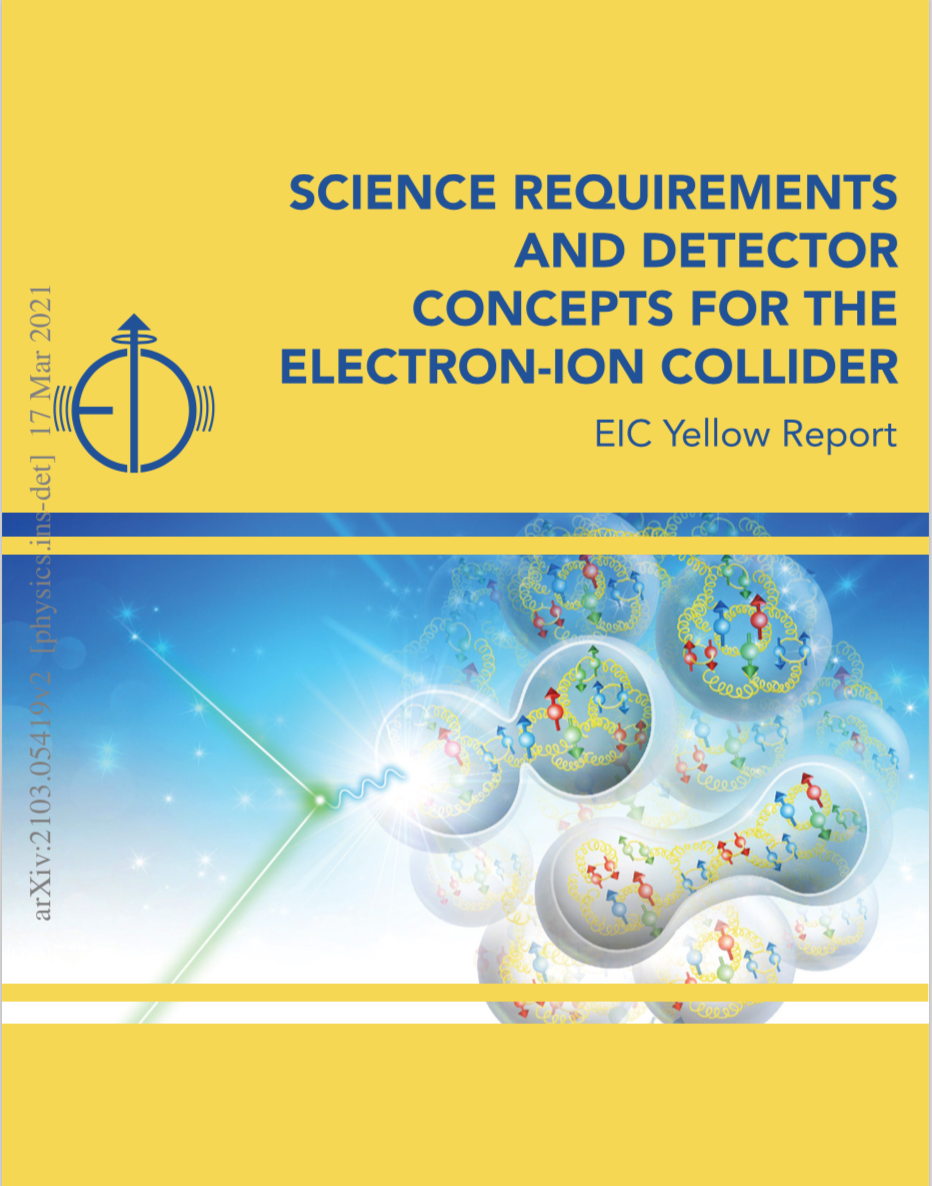 SCIENCE REQUIREMENTS
AND DETECTOR
CONCEPTS FOR THE
ELECTRON-ION COLLIDER
EIC Yellow Report
arXiv:2103.05419v2 [physics.ins-det] 17 Mar 2021